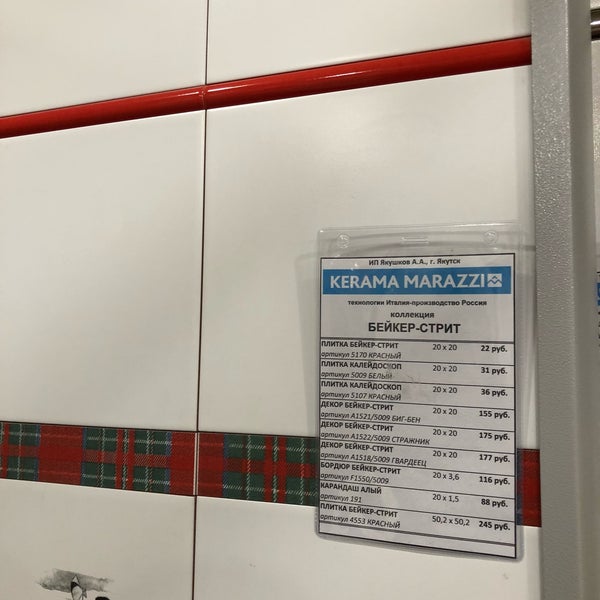 ИП Якушков А.А., г. Якутск
KERAMA MARAZZI
технологии Италия-производство Россия
коллекция
БЕЙКЕР-СТРИТ
ПЛИТКА БЕЙКЕР-СТРИТ 20 x 20 22 руб.
артикул 5170 КРАСНЫЙ
ПЛИТКА КАЛЕЙДОСКОП 20 x 20 31 руб.
артикул 5009 БЕЛЫЙ
ПЛИТКА КАЛЕЙДОСКОП 20 x 20 36 руб.
артикул 5107 КРАСНЫЙ
ДЕКОР БЕЙКЕР-СТРИТ 20 x 20 155 руб.
артикул A1521/5009 БИГ-БЕН
ДЕКОР БЕЙКЕР-СТРИТ 20 x 20 175 руб.
артикул A1522/5009 СТРАЖНИК
ДЕКОР БЕЙКЕР-СТРИТ 20 x 20 177 руб.
артикул A1518/5009 ГВАРДЕЕЦ
БОРДЮР БЕЙКЕР-СТРИТ 20 x 3,6 116 руб.
артикул F1550/5009
КАРАНДАШ АЛЫЙ 20 x 1,5 88 руб.
артикул 191
ПЛИТКА БЕЙКЕР-СТРИТ 50,2 x 50,2 245 руб.
артикул 4553 КРАСНЫЙ